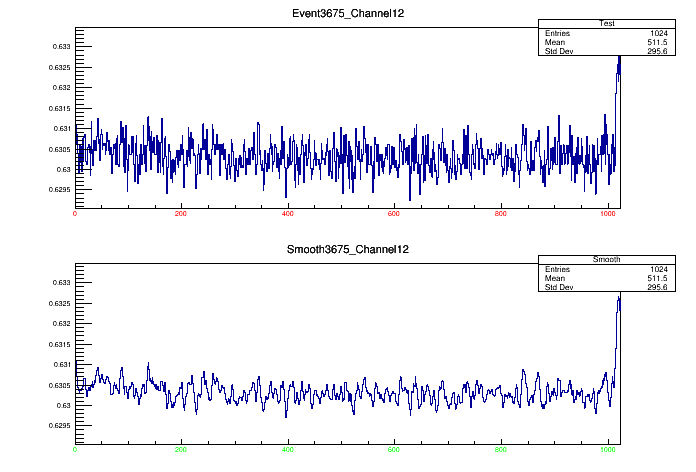 Event3675_Channel12
Test
Entries 1024
Mean 511.5
Std Dev 295.6
0.633
0.6325
0.632
0.6315
0.631
0.6305
0.63
0.6295
0 200 400 600 800 1000
Smooth3675_Channel12
Smooth
Entries 1024
Mean 511.5
Std Dev 295.6
0.633
0.6325
0.632
0.6315
0.631
0.6305
0.63
0.6295
0 200 400 600 800 1000